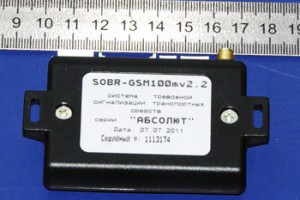 9 10 11 12 13 14 15 16 17 18 19
SOBR-GSM100mv2.2
система тревожной
сигнализации транспортных
средств
серии "АБСОЛЮТ"
Дата: 07.07.2011
Серийный №: 1113174